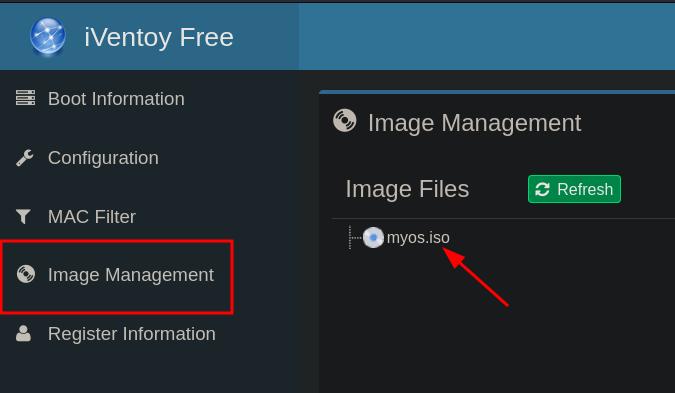 iVentoy Free
Boot Information
Configuration
MAC Filter
Image Management
Register Information
Image Management
Image Files
Refresh
myos.iso